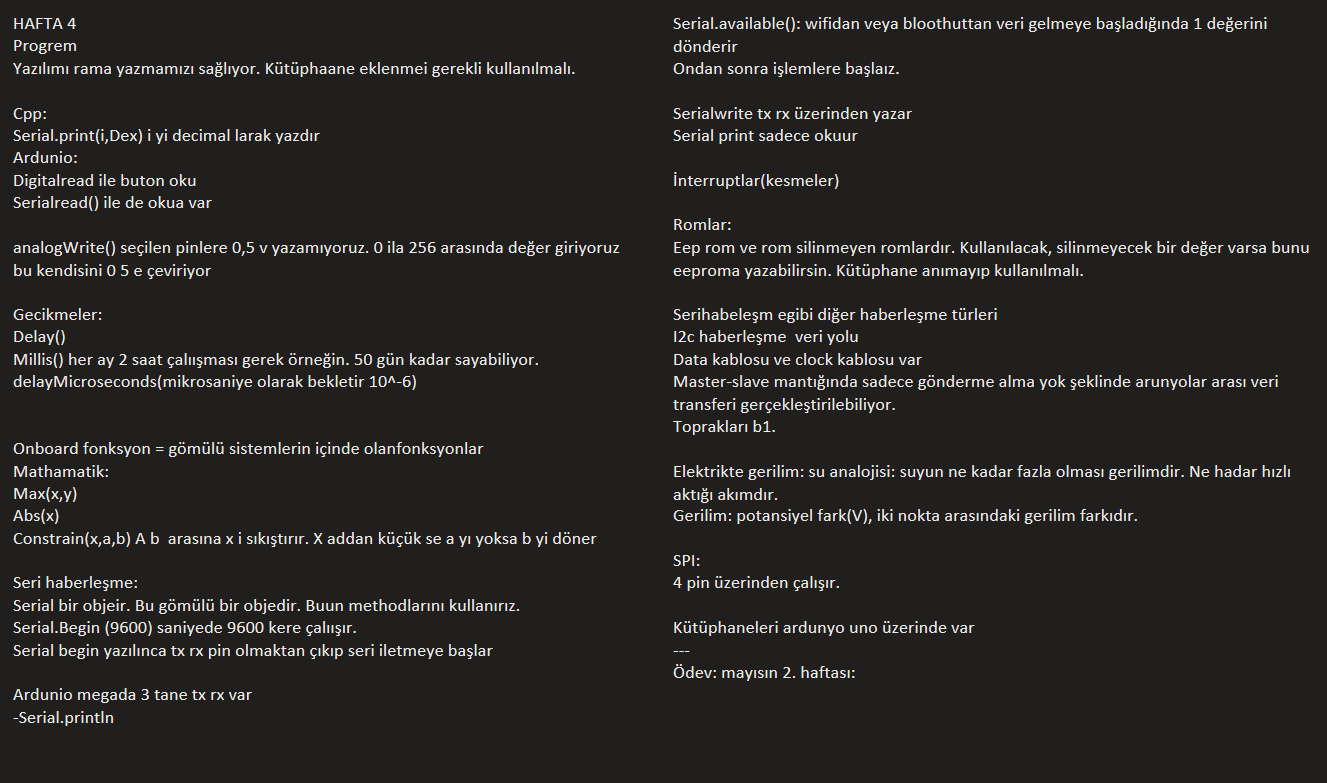 HAFTA 4
Progrem
Yazılımı rama yazmamızı sağlıyor. Kütüphaane eklenmei gerekli kullanılmalı.
Cpp:
Serial.print(i,Dex) i yi decimal larak yazdır
Ardunio:
Digitalread ile buton oku
Serialread() ile de okua var
analogWrite() seçilen pinlere 0,5 v yazamıyoruz. 0 ila 256 arasında değer giriyoruz
bu kendisini 0 5 e çeviriyor
Gecikmeler:
Delay()
Millis() her ay 2 saat çalıışması gerek örneğin. 50 gün kadar sayabiliyor.
delayMicroseconds(mikrosaniye olarak bekletir 10^-6)
Onboard fonksyon = gömülü sistemlerin içinde olanfonksyonlar
Mathamatik:
Max(x,y)
Abs(x)
Constrain(x,a,b) A b  arasına x i sıkıştırır. X addan küçük se a yı yoksa b yi döner
Seri haberleşme:
Serial bir objeir. Bu gömülü bir objedir. Buun methodlarını kullanırız.
Serial.Begin (9600) saniyede 9600 kere çalıışır.
Serial begin yazılınca tx rx pin olmaktan çıkıp seri iletmeye başlar
Ardunio megada 3 tane tx rx var
-Serial.println
Serial.available(): wifidan veya bloothuttan veri gelmeye başladığında 1 değerini
dönderir
Ondan sonra işlemlere başlaız.
Serialwrite tx rx üzerinden yazar
Serial print sadece okuur
İnterruptlar(kesmeler)
Romlar:
Eep rom ve rom silinmeyen romlardır. Kullanılacak, silinmeyecek bir değer varsa bunu
eeproma yazabilirsin. Kütüphane anımayıp kullanılmalı.
Serihabeleşm egibi diğer haberleşme türleri
I2c haberleşme  veri yolu
Data kablosu ve clock kablosu var
Master-slave mantığında sadece gönderme alma yok şeklinde arunyolar arası veri
transferi gerçekleştirilebiliyor.
Toprakları b1.
Elektrikte gerilim: su analojisi: suyun ne kadar fazla olması gerilimdir. Ne hadar hızlı
aktığı akımdır.
Gerilim: potansiyel fark(V), iki nokta arasındaki gerilim farkıdır.
SPI:
4 pin üzerinden çalışır.
Kütüphaneleri ardunyo uno üzerinde var
---
Ödev: mayısın 2. haftası: